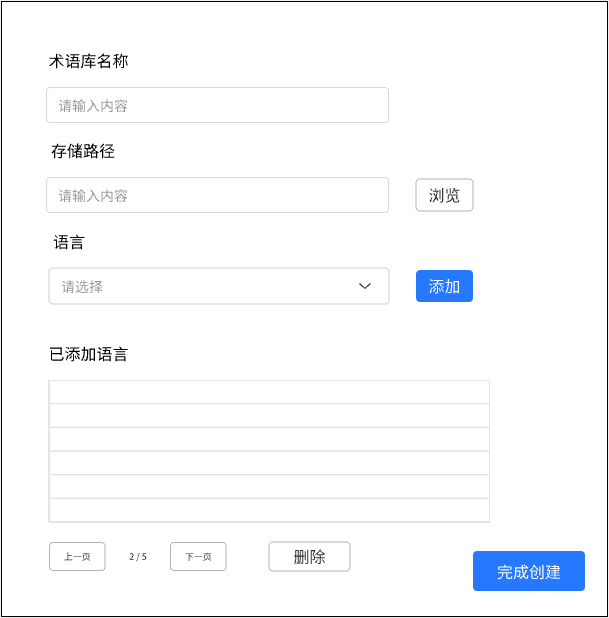 术语库名称
请输入内容
存储路径
请输入内容
浏览
语言
请选择
添加
已添加语言
上一页
2 / 5
下一页
删除
完成创建